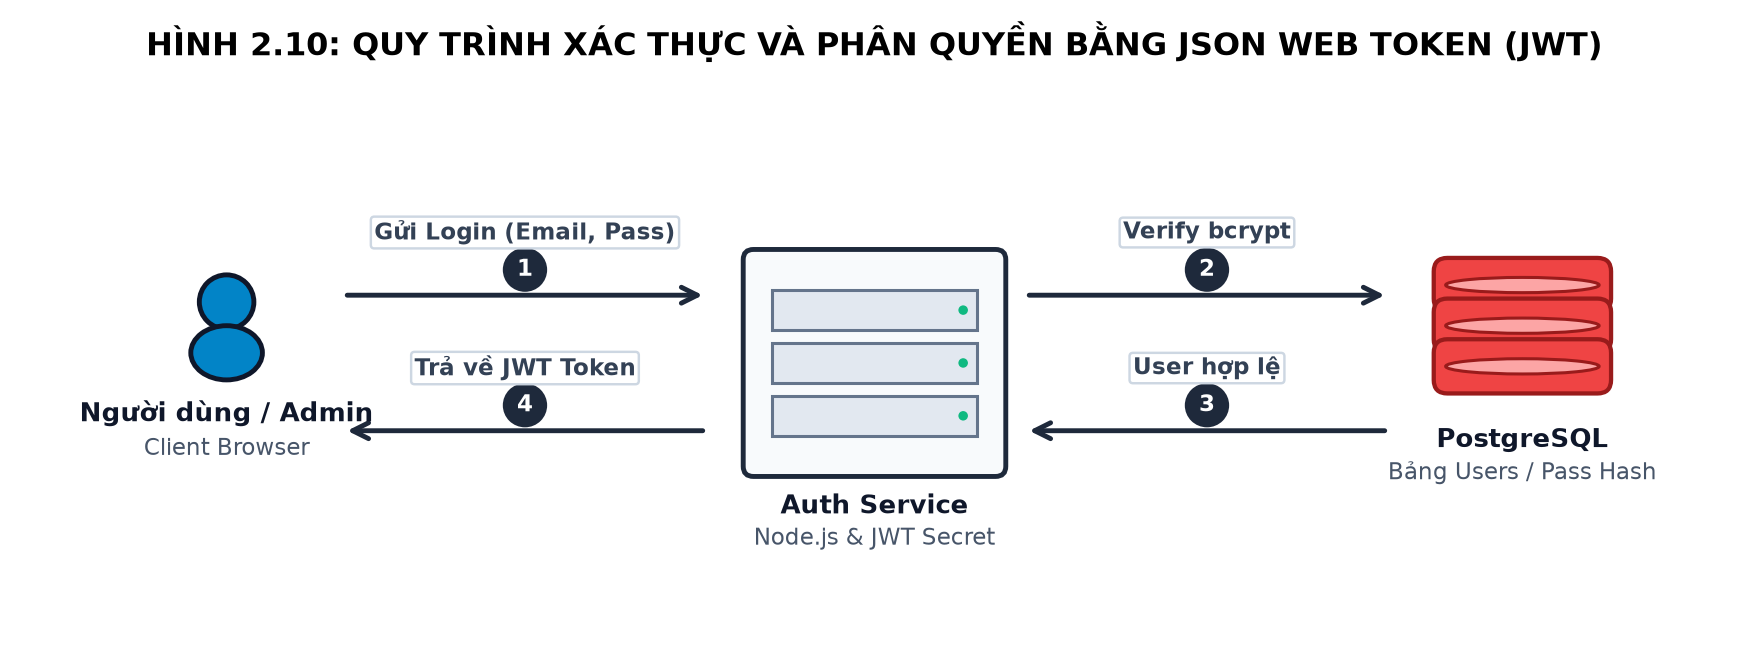 HÌNH 2.10: QUY TRÌNH XÁC THỰC VÀ PHÂN QUYỀN BẰNG JSON WEB TOKEN (JWT)
Gửi Login (Email, Pass)
1
Verify bcrypt
2
Trả về JWT Token
4
User hợp lệ
3
Người dùng / Admin
Client Browser
Auth Service
Node.js & JWT Secret
PostgreSQL
Bảng Users / Pass Hash